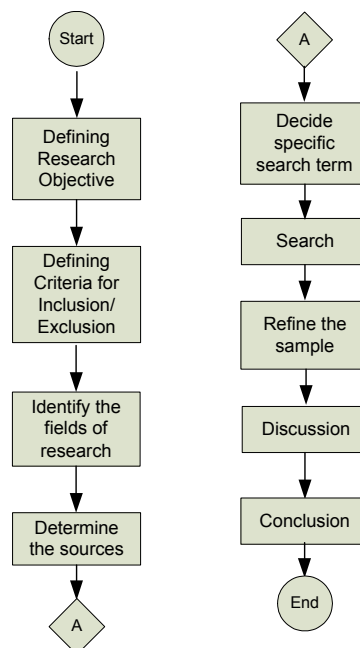 Start
Defining
Research
Objective
Defining
Criteria for
Inclusion/
Exclusion
Identify the
fields of
research
Determine
the sources
A
A
Decide
specific
search term
Search
Refine the
sample
Discussion
Conclusion
End